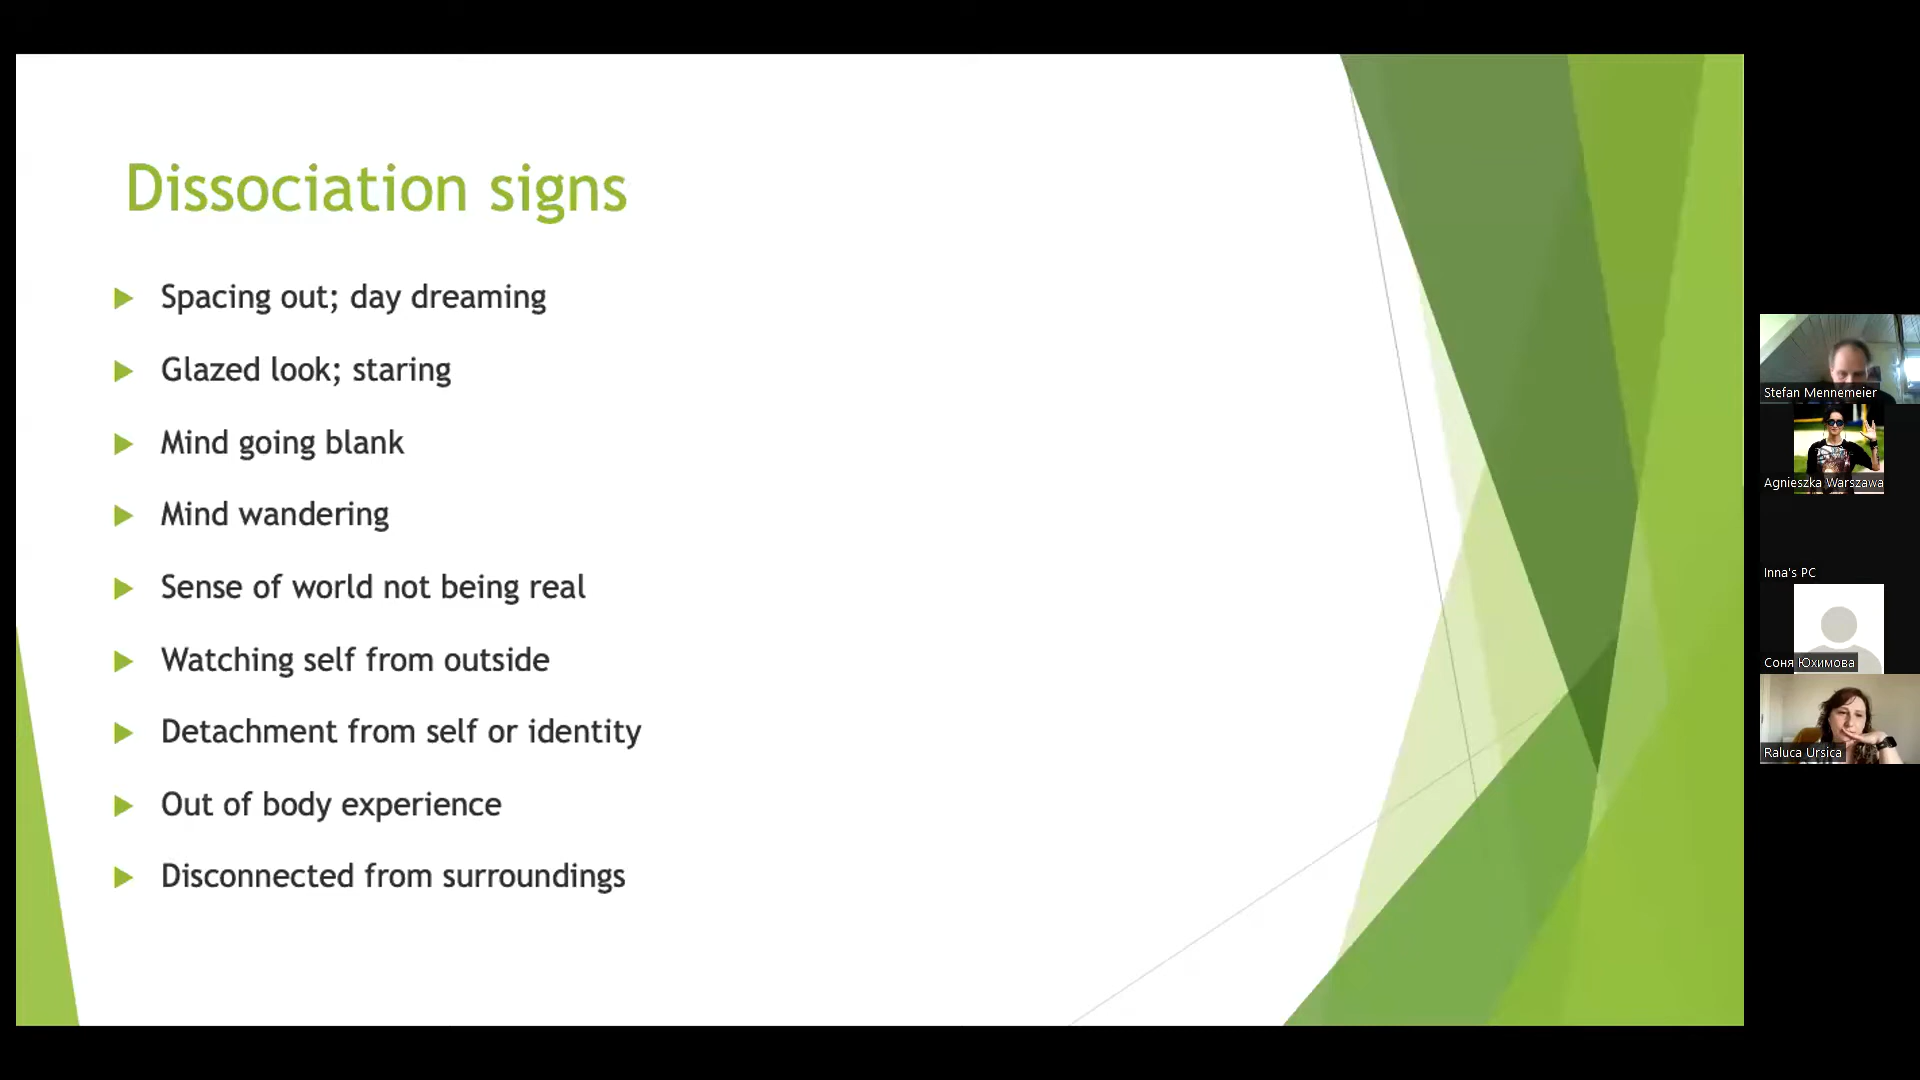 Dissociation signs
Spacing out; day dreaming
Glazed look; staring
Mind going blank
Mind wandering
Sense of world not being real
Watching self from outside
Detachment from self or identity
Out of body experience
Disconnected from surroundings
Stefan Mennemeier
Agnieszka Warszawa
Inna's PC
Соня Юхимова
Raluca Ursica